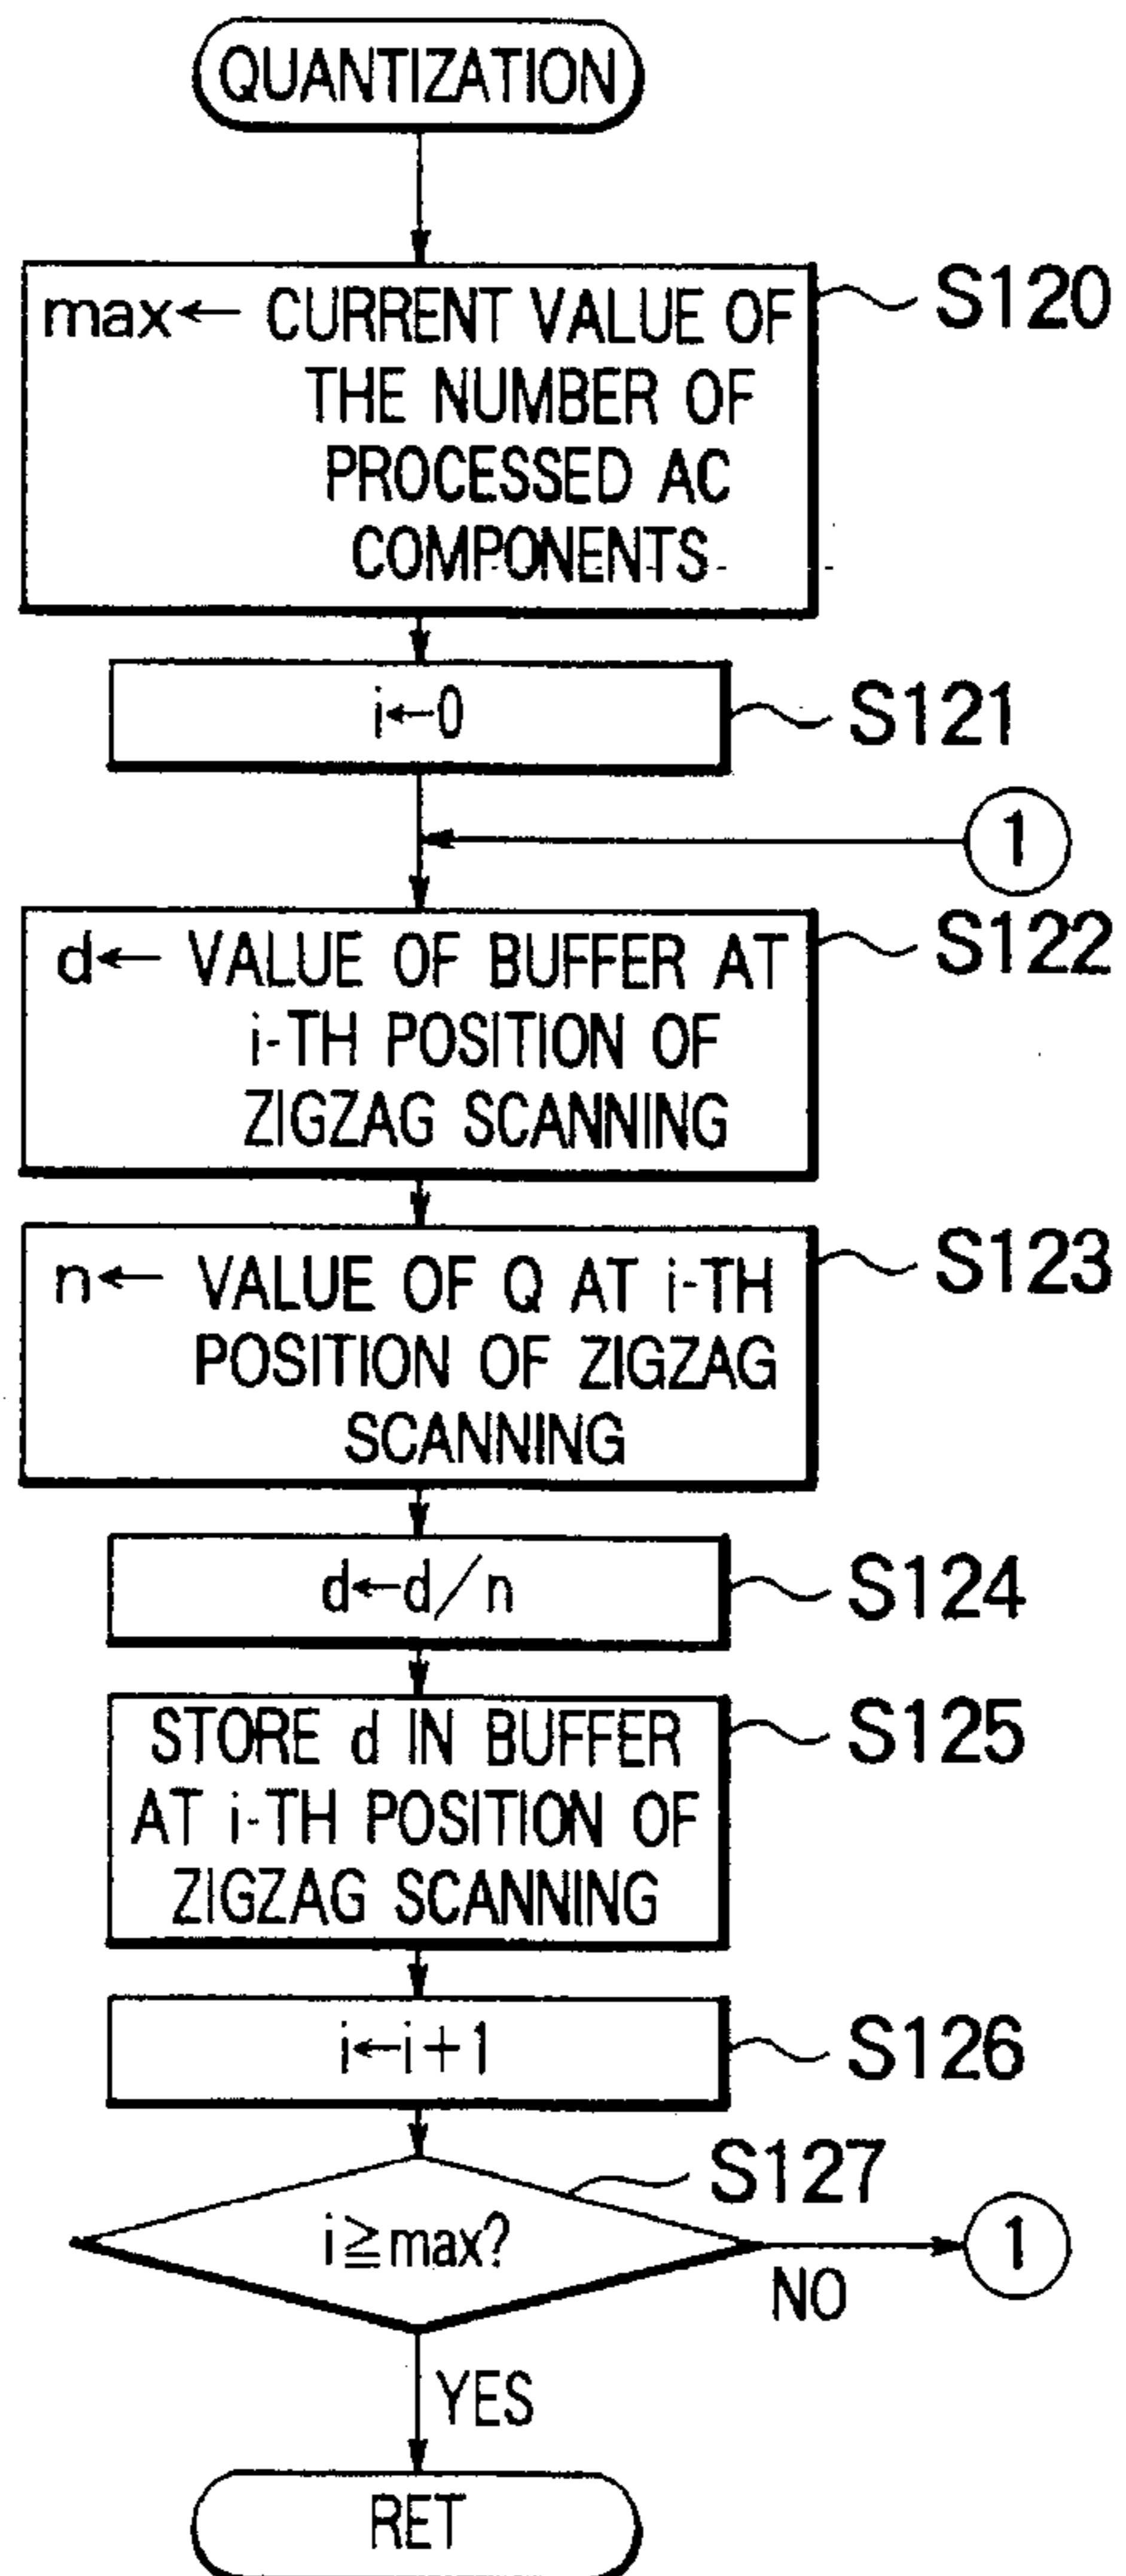 QUANTIZATION
max← CURRENT VALUE OF
THE NUMBER OF
PROCESSED AC
COMPONENTS
S120
i←0
S121
1
d← VALUE OF BUFFER AT
i-TH POSITION OF
ZIGZAG SCANNING
S122
n← VALUE OF Q AT i-TH
POSITION OF ZIGZAG
SCANNING
S123
d←d/n
S124
STORE d IN BUFFER
AT i-TH POSITION OF
ZIGZAG SCANNING
S125
i←i+1
S126
S127
i≧max?
NO
1
YES
RET